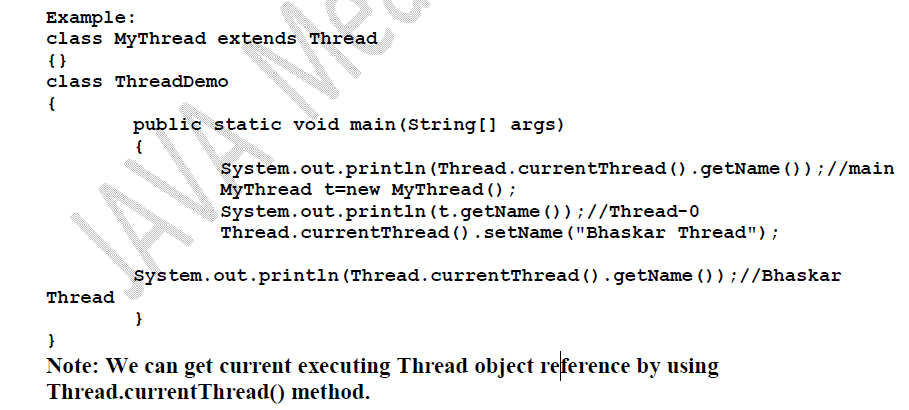 Example:
class MyThread extends Thread
{}
class ThreadDemo
{
public static void main(String[] args)
{
System.out.println(Thread.currentThread().getName());//main
MyThread t=new MyThread();
System.out.println(t.getName());//Thread-0
Thread.currentThread().setName("Bhaskar Thread");
System.out.println(Thread.currentThread().getName());//Bhaskar
Thread
}
}
Note: We can get current executing Thread object reference by using
Thread.currentThread() method.
JAVA Me